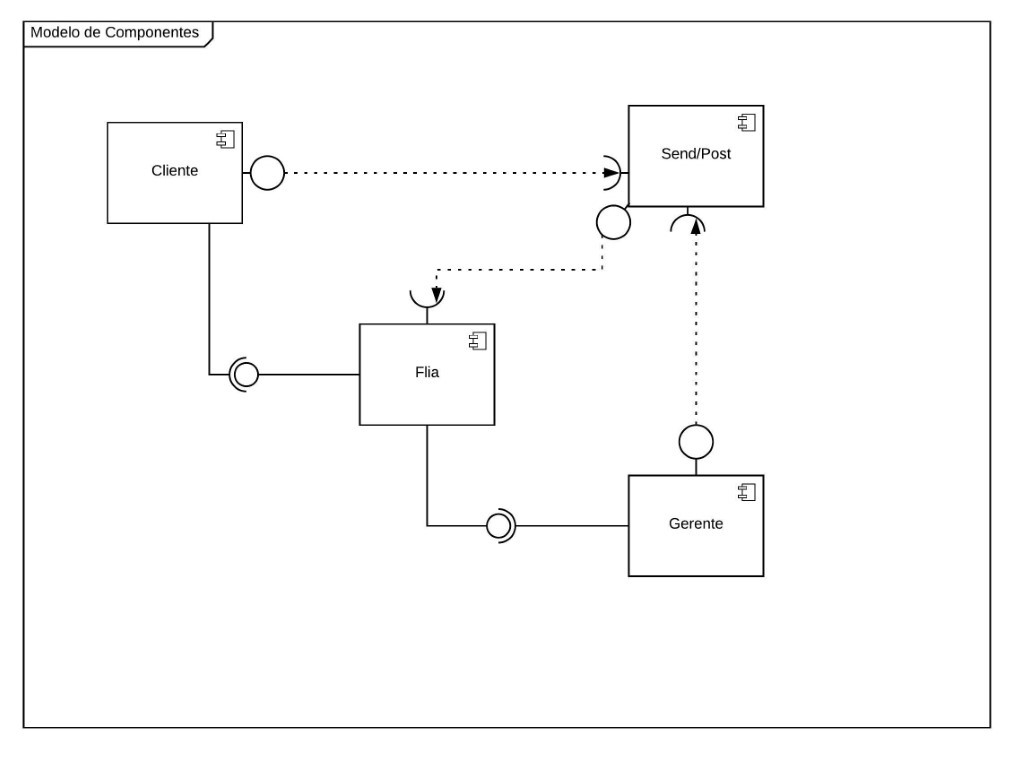 Modelo de Componentes
Cliente
Send/Post
Flia
Gerente